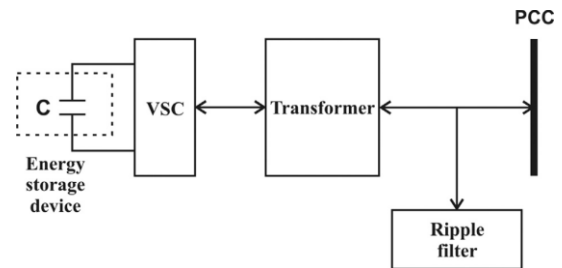 PCC
C
VSC
Transformer
Energy
storage
device
Ripple
filter